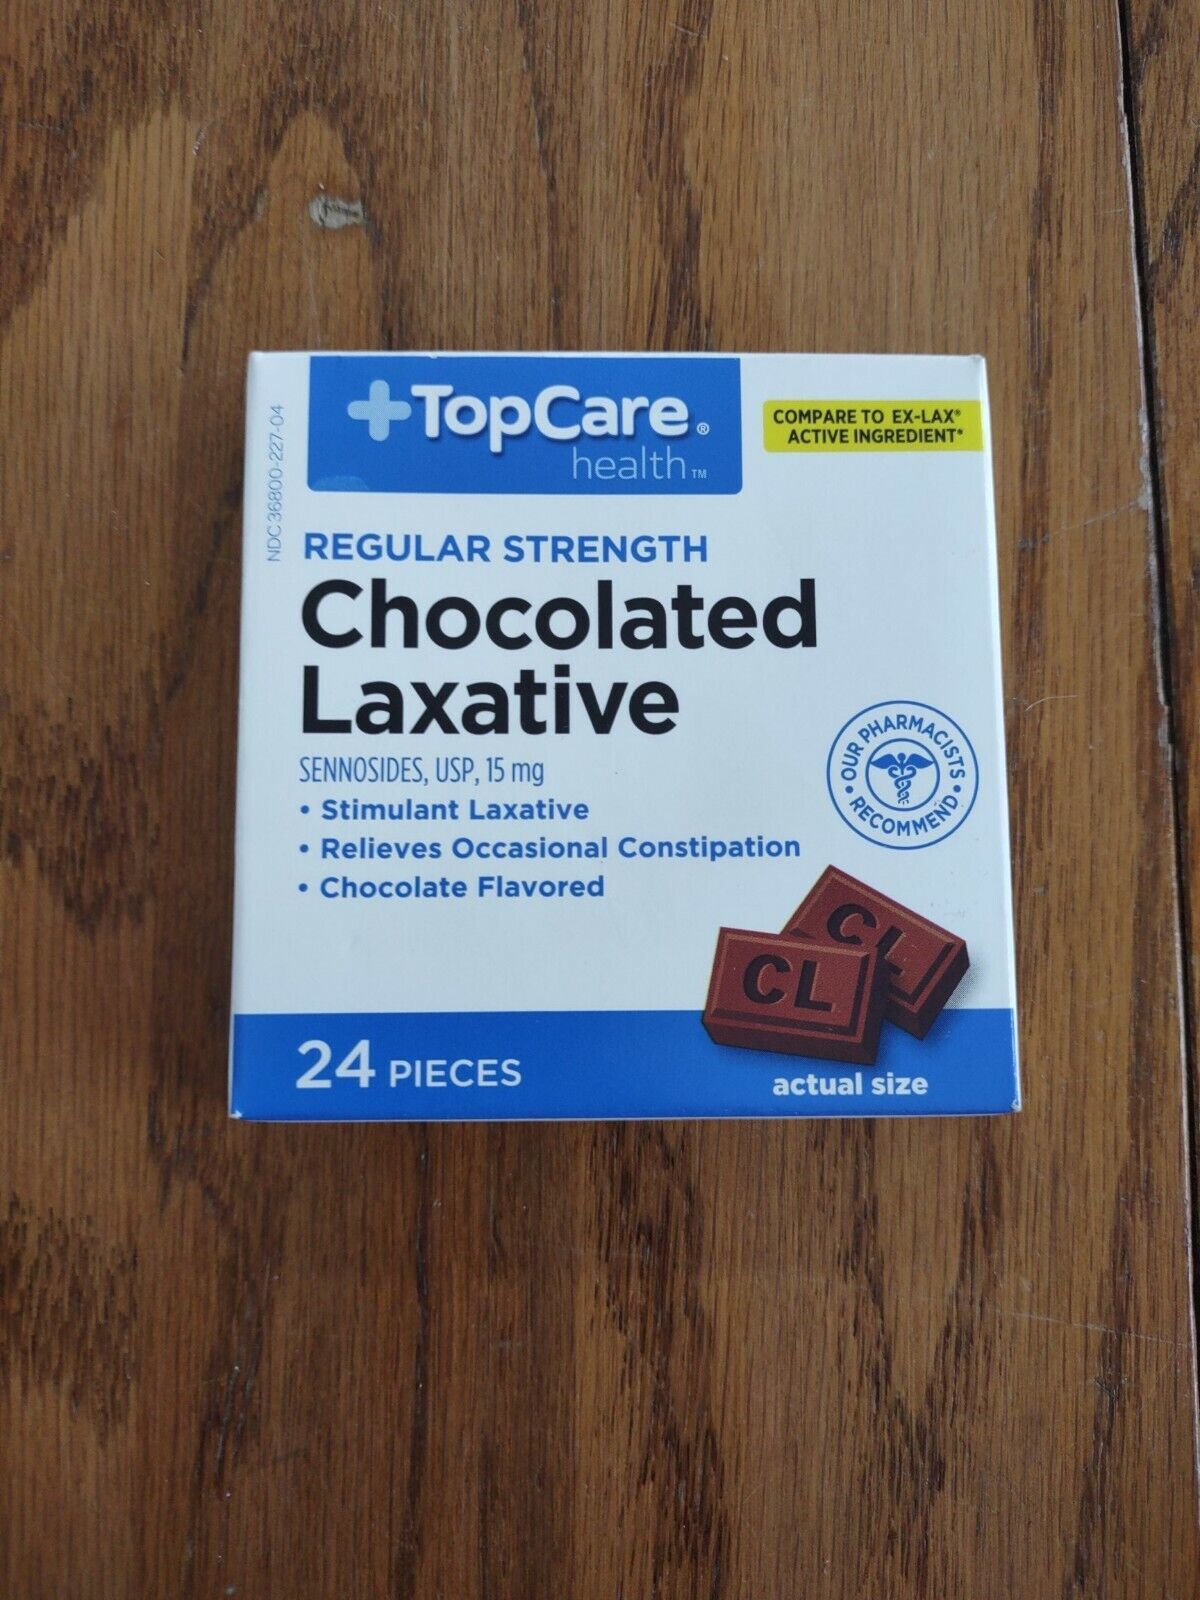 TopCare®
health™
COMPARE TO EX-LAX®
ACTIVE INGREDIENT*
NDC 36800-227-04
REGULAR STRENGTH
Chocolated
Laxative
SENNOSIDES, USP, 15 mg
• Stimulant Laxative
• Relieves Occasional Constipation
• Chocolate Flavored
• OUR PHARMACISTS •
RECOMMEND
CL
CL
24 PIECES
actual size